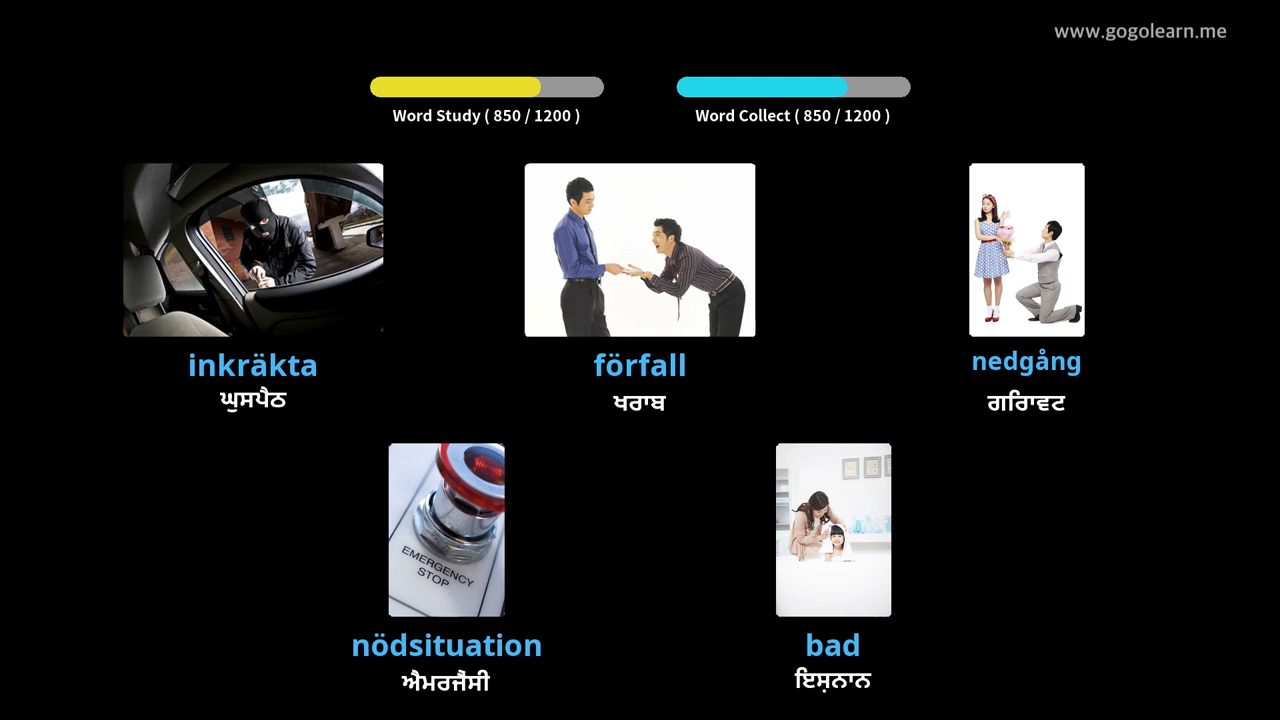 www.gogolearn.me
Word Study ( 850 / 1200 )
Word Collect ( 850 / 1200 )
inkräkta
ਘੁਸਪੈਠ
förfall
ਖਰਾਬ
nedgång
ਗਰਿਾਵਟ
EMERGENCY
STOP
nödsituation
ਐਮਰਜੈਂਸੀ
bad
ਇਸ਼ਨਾਨ